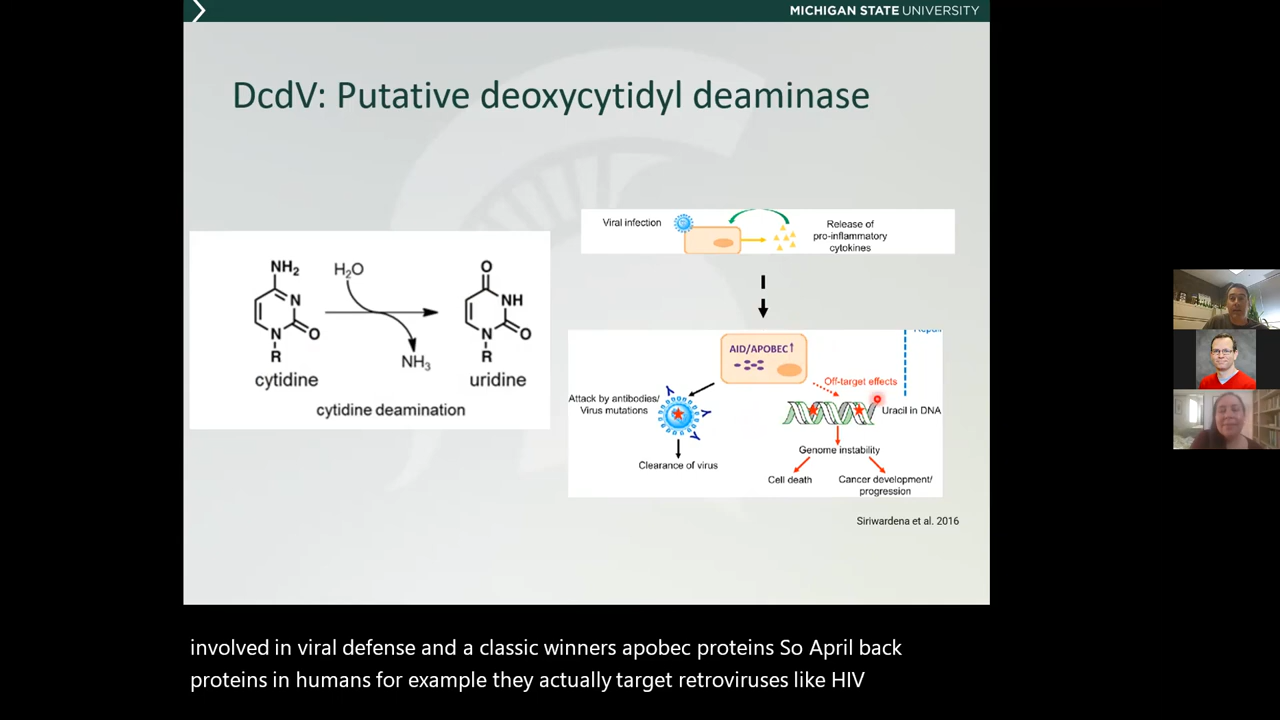 MICHIGAN STATE UNIVERSITY
DcdV: Putative deoxycytidyl deaminase
Viral infection
Release of
pro-inflammatory
cytokines
NH₂
N
N
O
R
cytidine
H₂O
NH₃
O
NH
N
O
R
uridine
cytidine deamination
AID/APOBEC↑
Off-target effects
Attack by antibodies/
Virus mutations
Uracil in DNA
Clearance of virus
Genome instability
Cell death
Cancer development/
progression
Siriwardena et al. 2016
involved in viral defense and a classic winners apobec proteins So April back
proteins in humans for example they actually target retroviruses like HIV